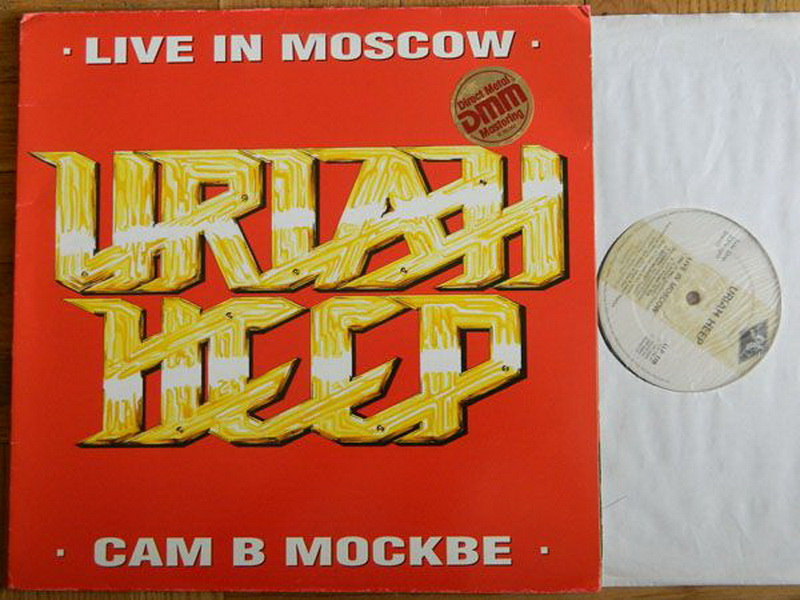 · LIVE IN MOSCOW ·
Direct Metal
DMM
Mastering
URIAH
HEEP
· CAM B MOCKBE ·
LIVE IN MOSCOW
URIAH HEEP